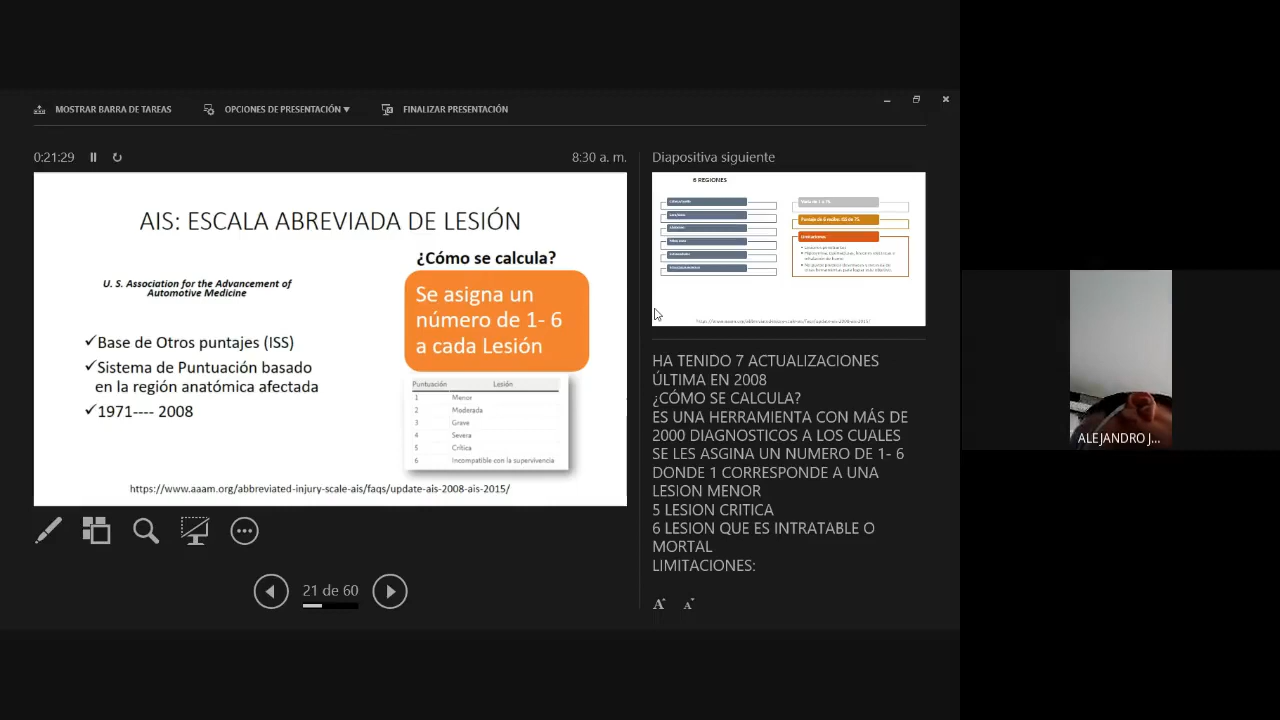 MOSTRAR BARRA DE TAREAS
OPCIONES DE PRESENTACIÓN ▼
FINALIZAR PRESENTACIÓN
0:21:29
8:30 a. m.
AIS: ESCALA ABREVIADA DE LESIÓN
U. S. Association for the Advancement of
Automotive Medicine
✓Base de Otros puntajes (ISS)
✓Sistema de Puntuación basado
en la región anatómica afectada
✓1971---- 2008
¿Cómo se calcula?
Se asigna un
número de 1- 6
a cada Lesión
Puntuación Lesión
1 Menor
2 Moderada
3 Grave
4 Severa
5 Crítica
6 Incompatible con la supervivencia
https://www.aaam.org/abbreviated-injury-scale-ais/faqs/update-ais-2008-ais-2015/
21 de 60
Diapositiva siguiente
6 REGIONES
HA TENIDO 7 ACTUALIZACIONES
ÚLTIMA EN 2008
¿CÓMO SE CALCULA?
ES UNA HERRAMIENTA CON MÁS DE
2000 DIAGNOSTICOS A LOS CUALES
SE LES ASGINA UN NUMERO DE 1- 6
DONDE 1 CORRESPONDE A UNA
LESION MENOR
5 LESION CRITICA
6 LESION QUE ES INTRATABLE O
MORTAL
LIMITACIONES:
ALEJANDRO J...